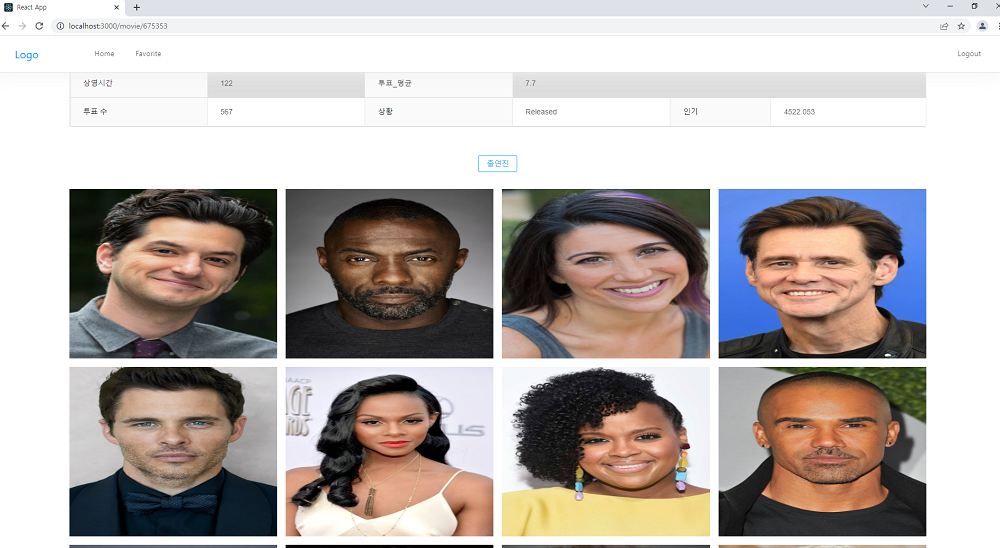 React App
localhost:3000/movie/675353
Logo Home Favorite Logout
상영시간 122 투표_평균 7.7
투표 수 567 상황 Released 인기 4522.053
출연진